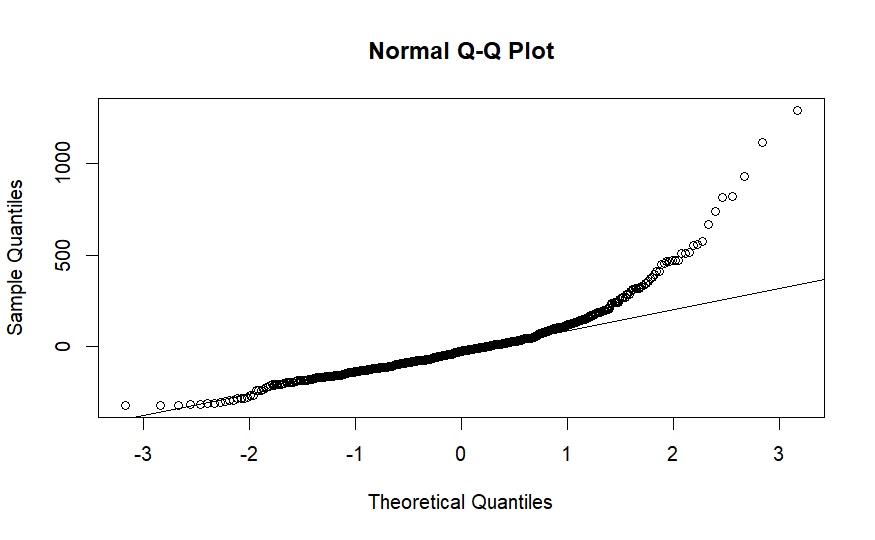 Normal Q-Q Plot
1000
500
0
Sample Quantiles
-3 -2 -1 0 1 2 3
Theoretical Quantiles